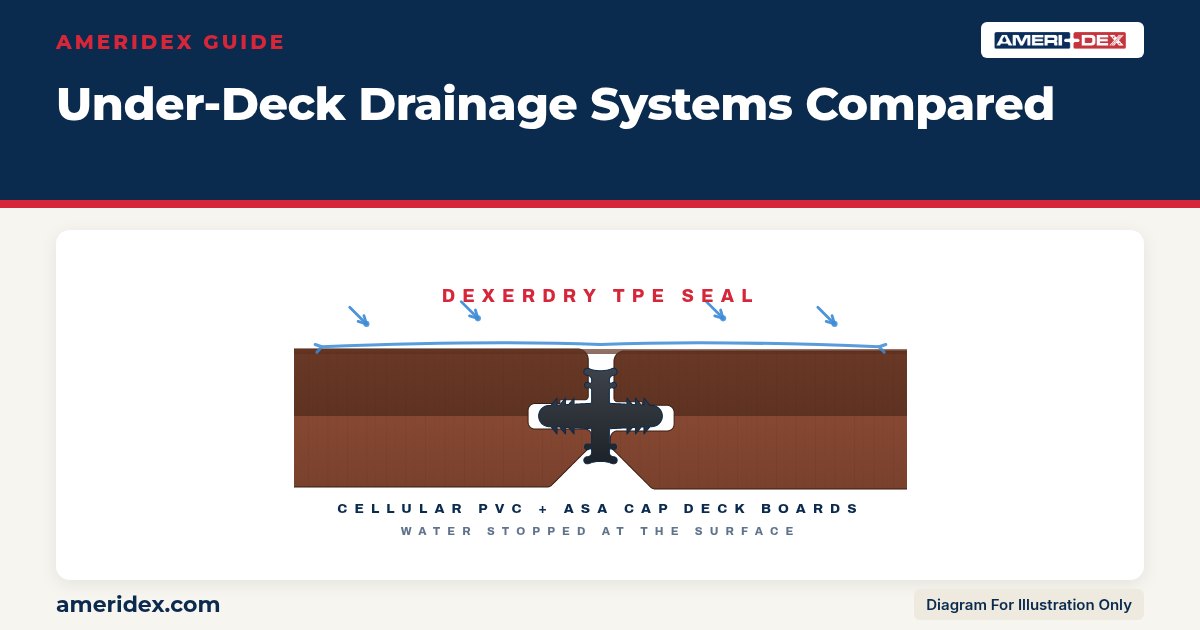 AMERIDEX GUIDE
AMERI-DEX
Under-Deck Drainage Systems Compared
DEXERDRY TPE SEAL
CELLULAR PVC + ASA CAP DECK BOARDS
WATER STOPPED AT THE SURFACE
ameridex.com
Diagram For Illustration Only